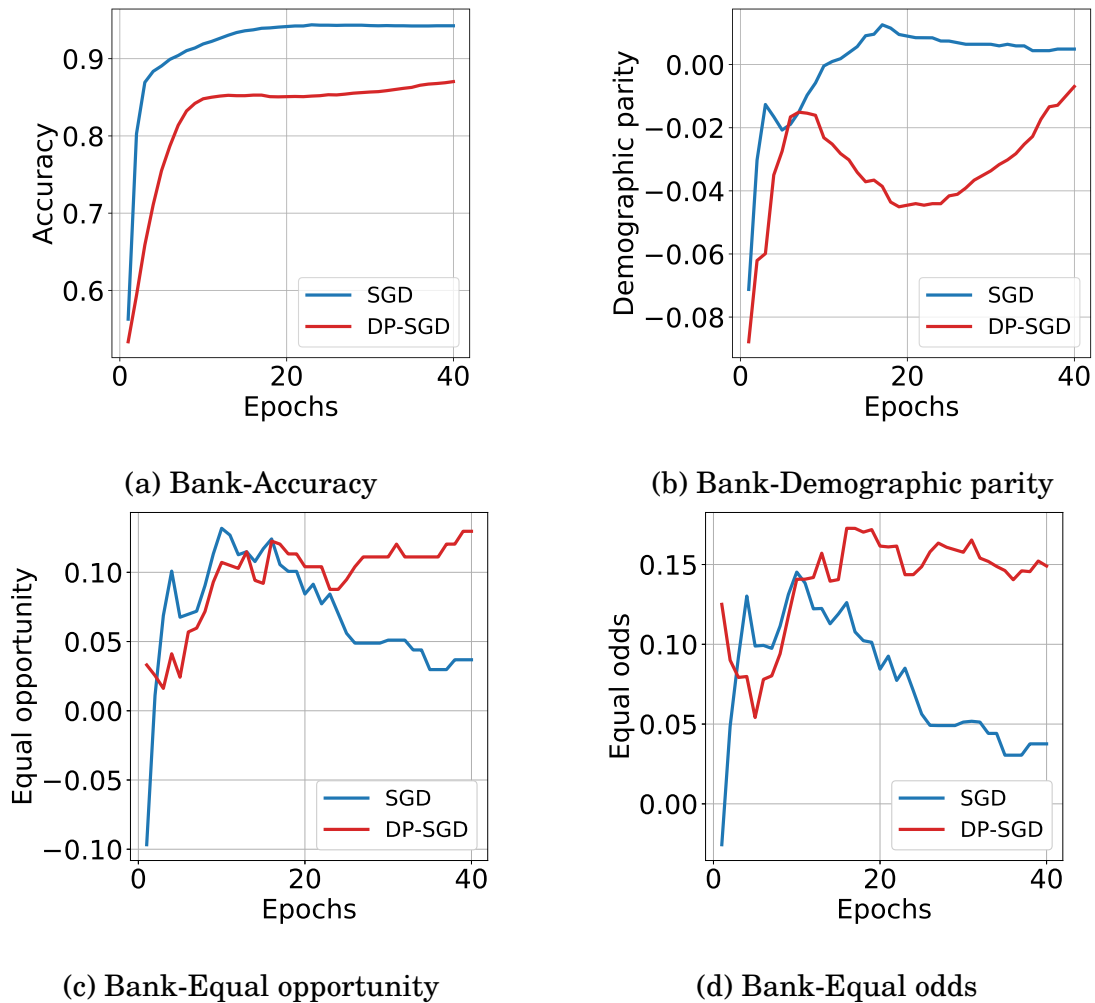 Accuracy
0.9
0.8
0.7
0.6
0
20
40
Epochs
SGD
DP-SGD
(a) Bank-Accuracy
Demographic parity
0.00
−0.02
−0.04
−0.06
−0.08
0
20
40
Epochs
SGD
DP-SGD
(b) Bank-Demographic parity
Equal opportunity
0.10
0.05
0.00
−0.05
−0.10
0
20
40
Epochs
SGD
DP-SGD
(c) Bank-Equal opportunity
Equal odds
0.15
0.10
0.05
0.00
0
20
40
Epochs
SGD
DP-SGD
(d) Bank-Equal odds